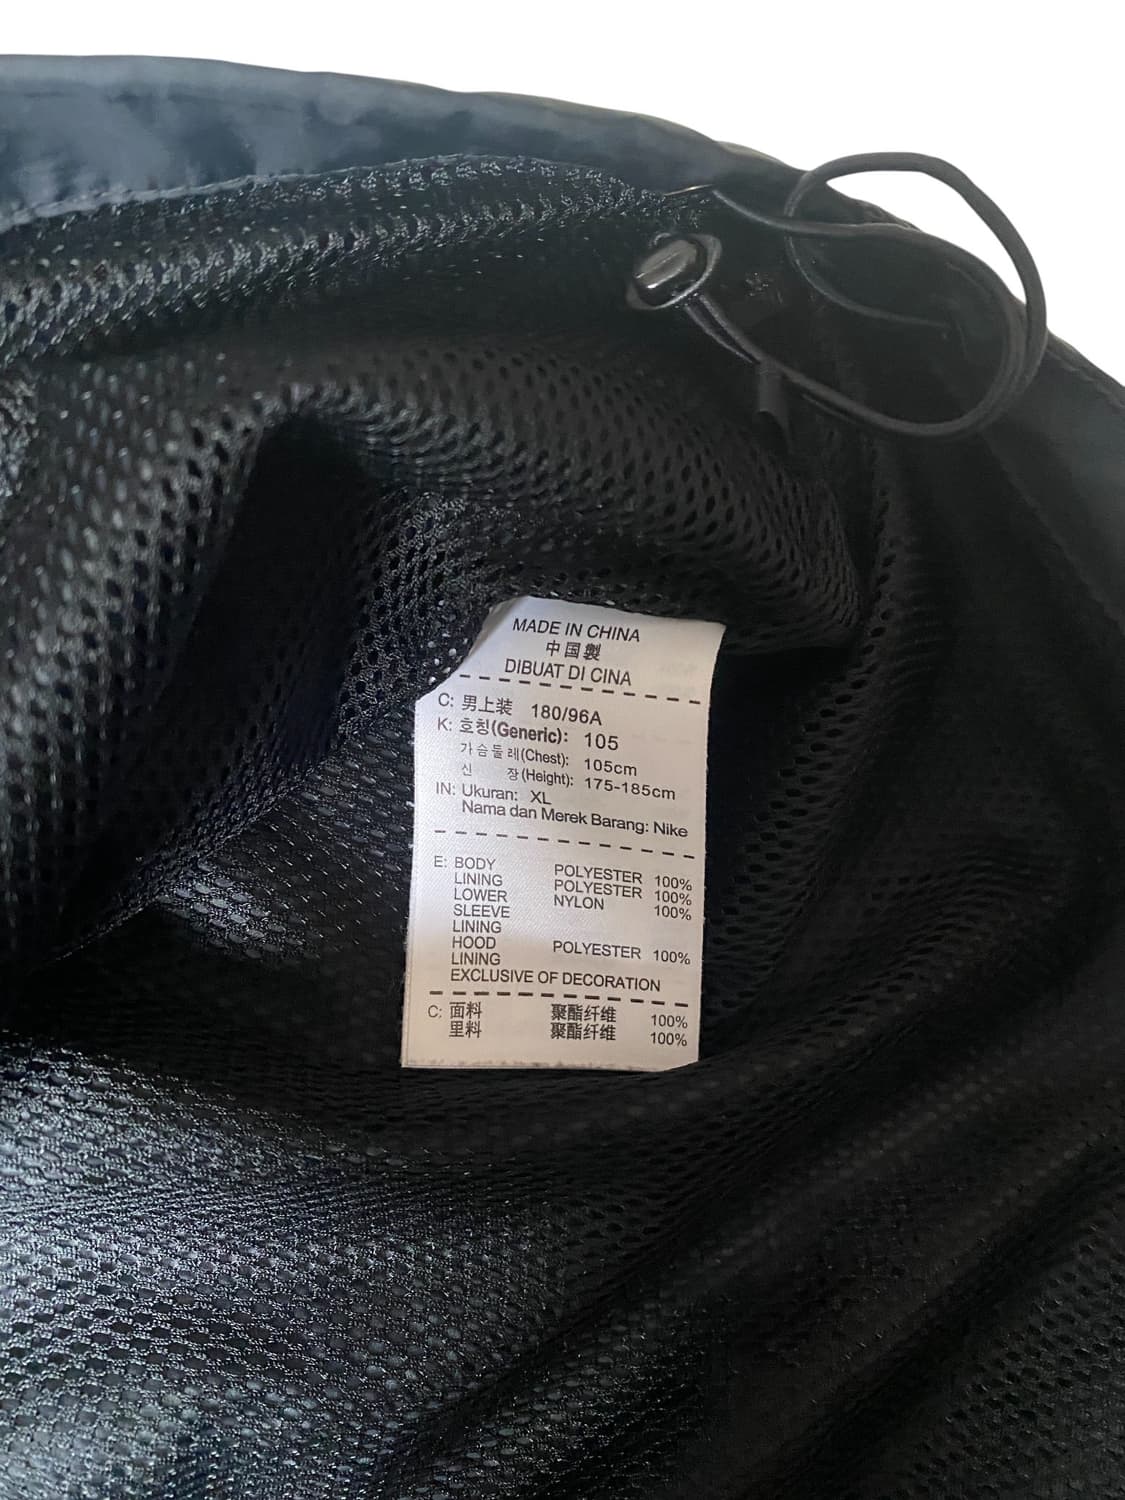 MADE IN CHINA
中国製
DIBUAT DI CINA
C: 男上装 180/96A
K: 호칭(Generic): 105
가슴둘레(Chest): 105cm
신 장(Height): 175-185cm
IN: Ukuran: XL
Nama dan Merek Barang: Nike
E: BODY POLYESTER 100%
LINING POLYESTER 100%
LOWER NYLON 100%
SLEEVE
LINING
HOOD POLYESTER 100%
LINING
EXCLUSIVE OF DECORATION
C: 面料 聚酯纤维 100%
里料 聚酯纤维 100%